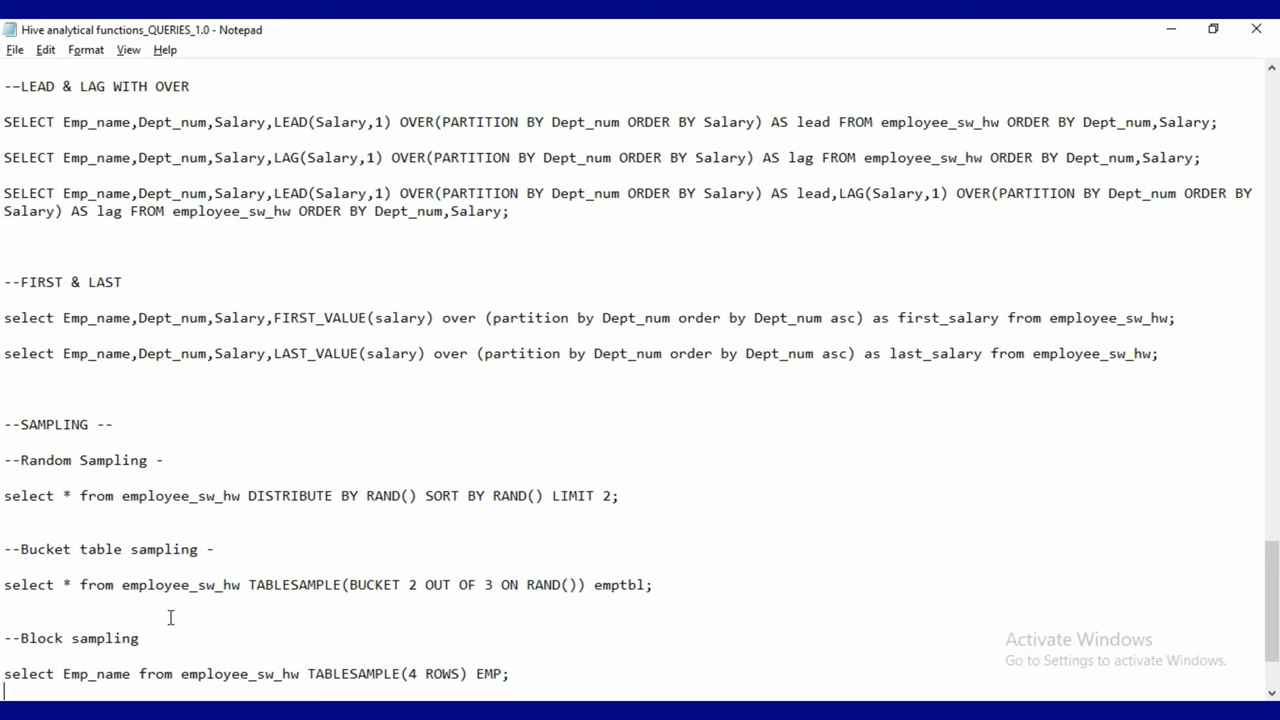 Hive analytical functions_QUERIES_1.0 - Notepad
File Edit Format View Help
--LEAD & LAG WITH OVER
SELECT Emp_name,Dept_num,Salary,LEAD(Salary,1) OVER(PARTITION BY Dept_num ORDER BY Salary) AS lead FROM employee_sw_hw ORDER BY Dept_num,Salary;
SELECT Emp_name,Dept_num,Salary,LAG(Salary,1) OVER(PARTITION BY Dept_num ORDER BY Salary) AS lag FROM employee_sw_hw ORDER BY Dept_num,Salary;
SELECT Emp_name,Dept_num,Salary,LEAD(Salary,1) OVER(PARTITION BY Dept_num ORDER BY Salary) AS lead,LAG(Salary,1) OVER(PARTITION BY Dept_num ORDER BY
Salary) AS lag FROM employee_sw_hw ORDER BY Dept_num,Salary;
--FIRST & LAST
select Emp_name,Dept_num,Salary,FIRST_VALUE(salary) over (partition by Dept_num order by Dept_num asc) as first_salary from employee_sw_hw;
select Emp_name,Dept_num,Salary,LAST_VALUE(salary) over (partition by Dept_num order by Dept_num asc) as last_salary from employee_sw_hw;
--SAMPLING --
--Random Sampling -
select * from employee_sw_hw DISTRIBUTE BY RAND() SORT BY RAND() LIMIT 2;
--Bucket table sampling -
select * from employee_sw_hw TABLESAMPLE(BUCKET 2 OUT OF 3 ON RAND()) emptbl;
--Block sampling
select Emp_name from employee_sw_hw TABLESAMPLE(4 ROWS) EMP;
Activate Windows
Go to Settings to activate Windows.